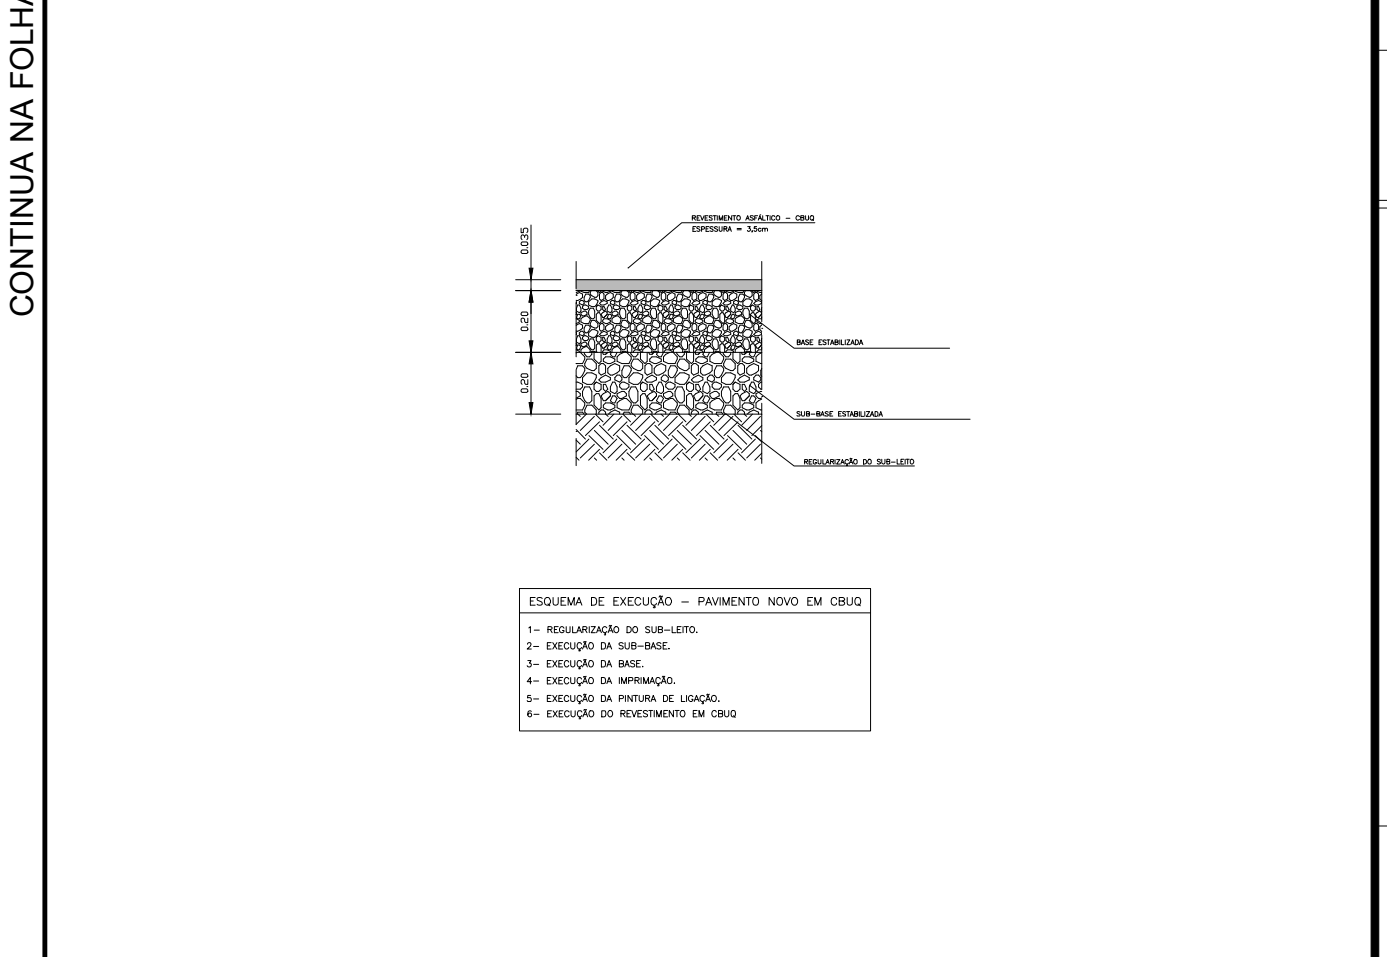 CONTINUA NA FOLHA
REVESTIMENTO ASFÁLTICO – CBUQ
ESPESSURA = 3,5cm
0.035
0.20
0.20
BASE ESTABILIZADA
SUB–BASE ESTABILIZADA
REGULARIZAÇÃO DO SUB–LEITO
ESQUEMA DE EXECUÇÃO – PAVIMENTO NOVO EM CBUQ
1– REGULARIZAÇÃO DO SUB–LEITO.
2– EXECUÇÃO DA SUB–BASE.
3– EXECUÇÃO DA BASE.
4– EXECUÇÃO DA IMPRIMAÇÃO.
5– EXECUÇÃO DA PINTURA DE LIGAÇÃO.
6– EXECUÇÃO DO REVESTIMENTO EM CBUQ